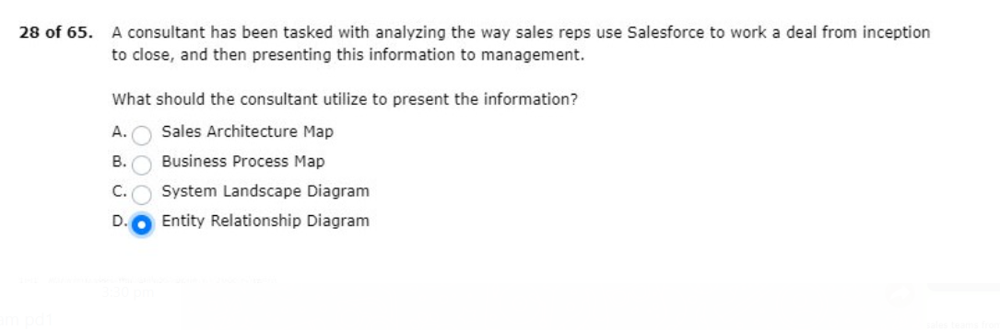 28 of 65. A consultant has been tasked with analyzing the way sales reps use Salesforce to work a deal from inception
to close, and then presenting this information to management.
What should the consultant utilize to present the information?
A. Sales Architecture Map
B. Business Process Map
C. System Landscape Diagram
D. Entity Relationship Diagram